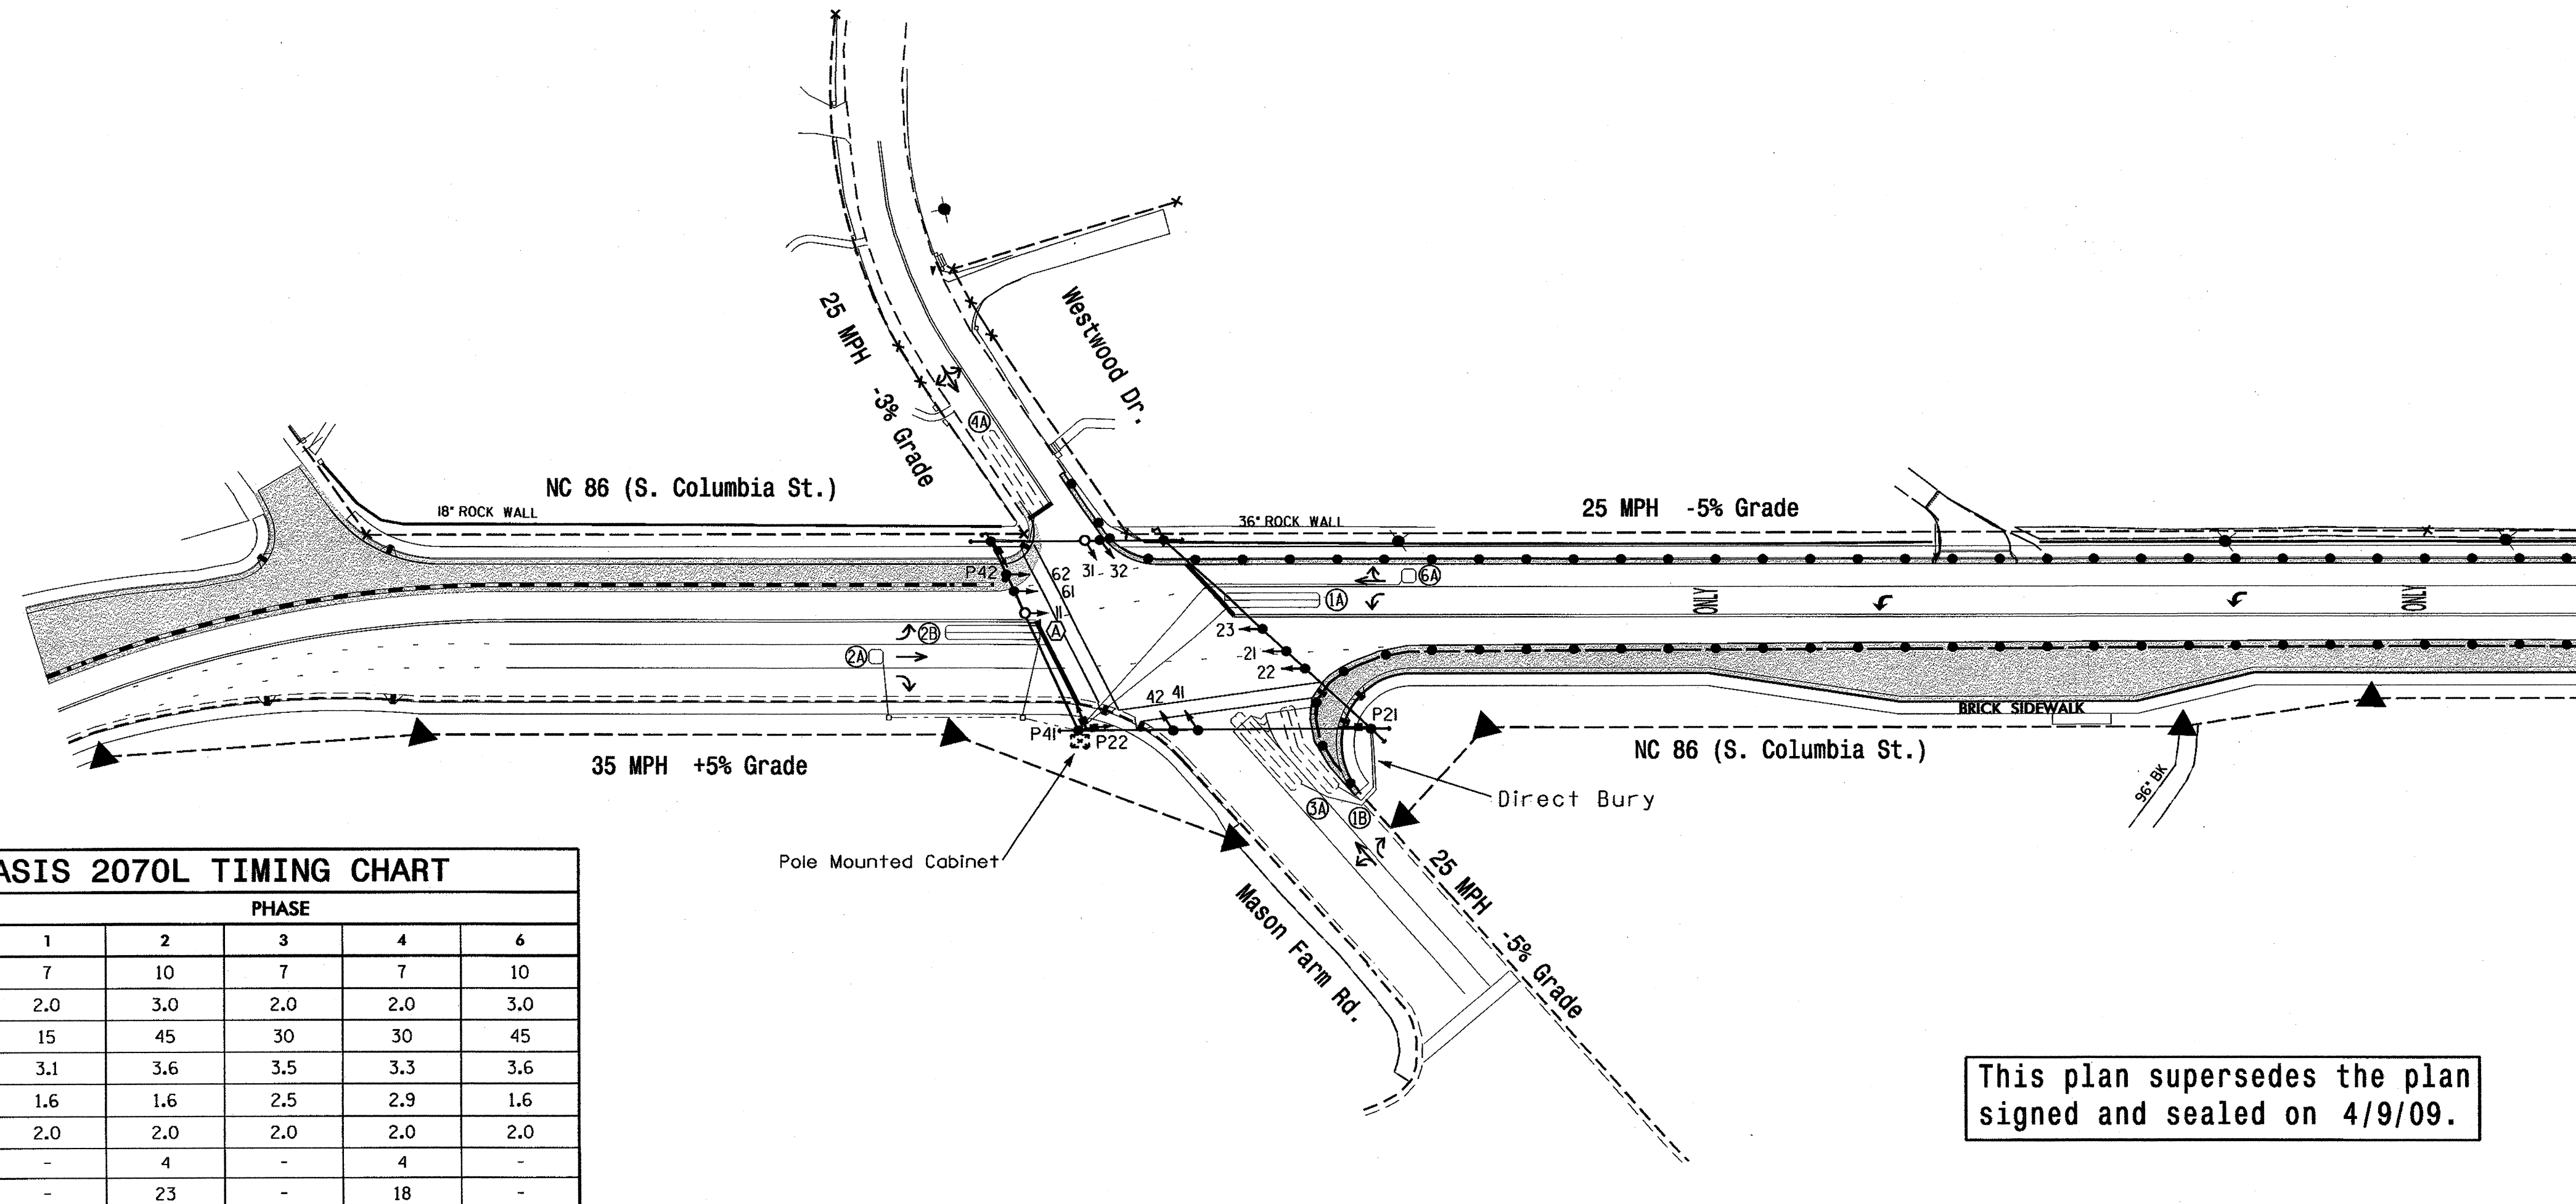 25 MPH -3% Grade
Westwood Dr.
4A
NC 86 (S. Columbia St.)
18" ROCK WALL
36" ROCK WALL
25 MPH -5% Grade
P42
62
61
11
A
31
32
6A
1A
ONLY
ONLY
2B
2A
23
21
22
42
41
P41
P22
P21
BRICK SIDEWALK
35 MPH +5% Grade
NC 86 (S. Columbia St.)
96" BK
Direct Bury
3A
1B
Pole Mounted Cabinet
25 MPH -5% Grade
Mason Farm Rd.
ASIS 2070L TIMING CHART
PHASE
1 2 3 4 6
7 10 7 7 10
2.0 3.0 2.0 2.0 3.0
15 45 30 30 45
3.1 3.6 3.5 3.3 3.6
1.6 1.6 2.5 2.9 1.6
2.0 2.0 2.0 2.0 2.0
- 4 - 4 -
- 23 - 18 -
This plan supersedes the plan
signed and sealed on 4/9/09.